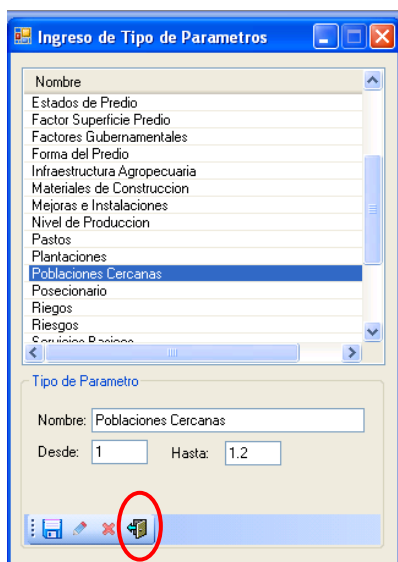 Ingreso de Tipo de Parametros
Nombre
Estados de Predio
Factor Superficie Predio
Factores Gubernamentales
Forma del Predio
Infraestructura Agropecuaria
Materiales de Construccion
Mejoras e Instalaciones
Nivel de Produccion
Pastos
Plantaciones
Poblaciones Cercanas
Posecionario
Riegos
Riesgos
Servicios Basicos
Tipo de Parametro
Nombre: Poblaciones Cercanas
Desde: 1 Hasta: 1.2